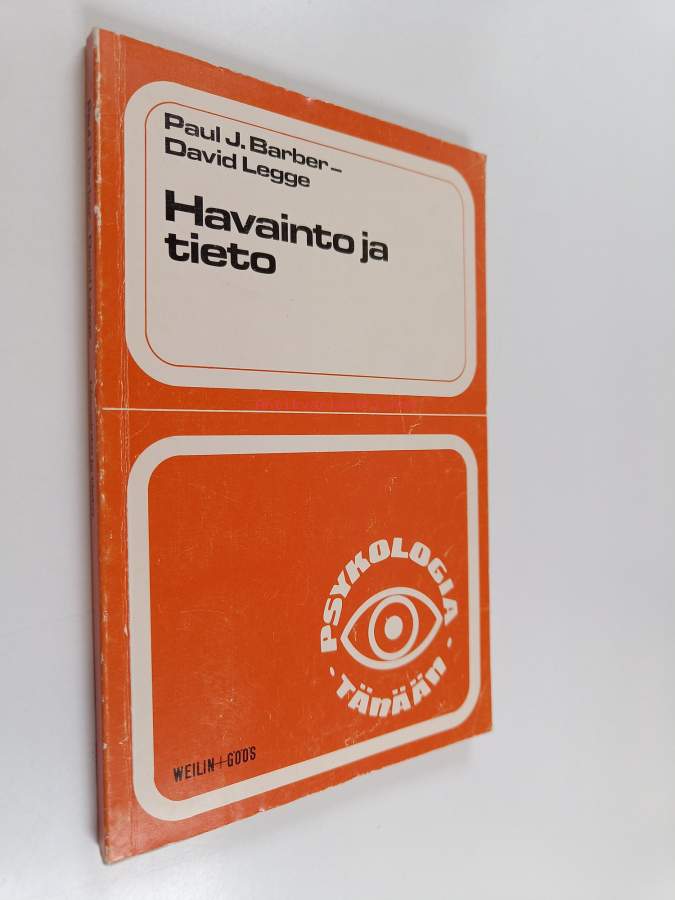 Paul J. Barber –
David Legge
Havainto ja
tieto
PSYKOLOGIA
· TÄNÄÄN ·
WEILIN+GÖÖS